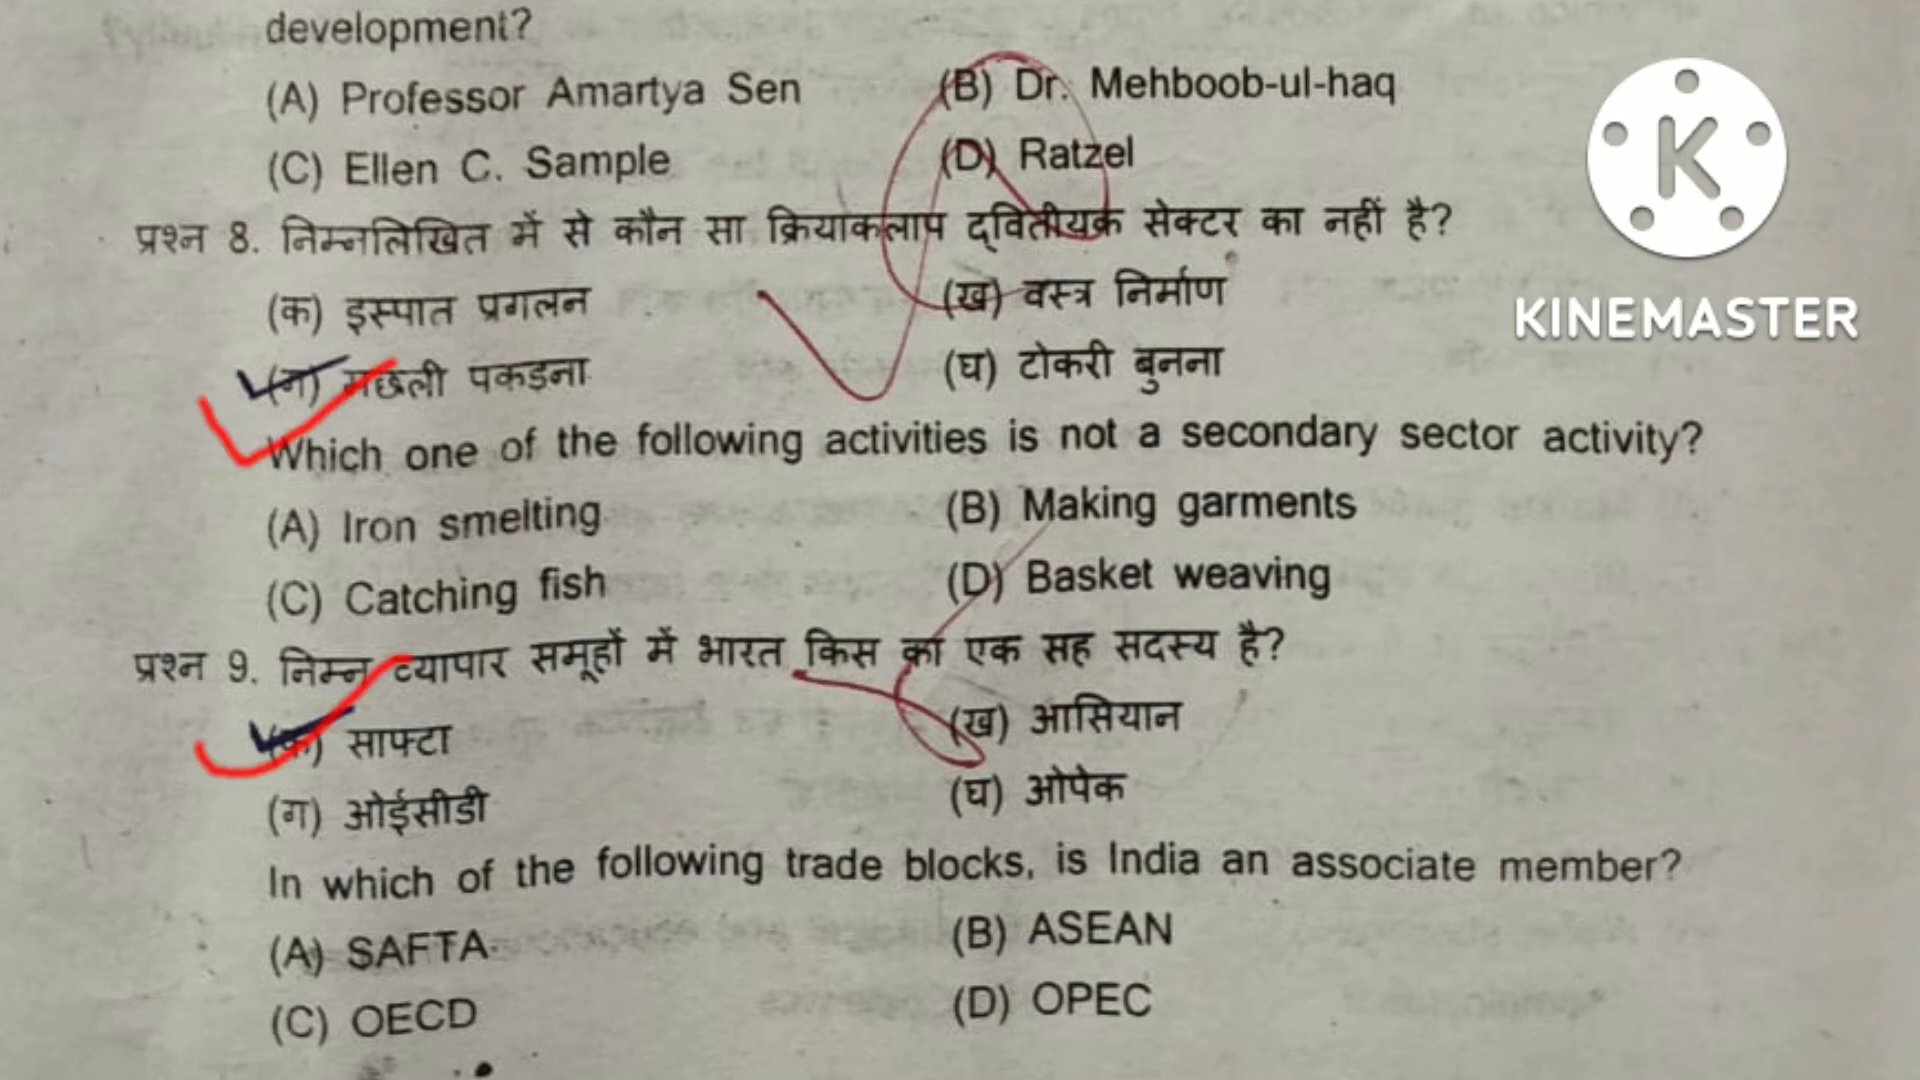 development?
(A) Professor Amartya Sen (B) Dr. Mehboob-ul-haq
(C) Ellen C. Sample (D) Ratzel
प्रश्न 8. निम्नलिखित में से कौन सा क्रियाकलाप द्वितीयक सेक्टर का नहीं है?
(क) इस्पात प्रगलन (ख) वस्त्र निर्माण
(ग) मछली पकड़ना (घ) टोकरी बुनना
Which one of the following activities is not a secondary sector activity?
(A) Iron smelting (B) Making garments
(C) Catching fish (D) Basket weaving
प्रश्न 9. निम्न व्यापार समूहों में भारत किस का एक सह सदस्य है?
(क) साफ्टा (ख) आसियान
(ग) ओईसीडी (घ) ओपेक
In which of the following trade blocks, is India an associate member?
(A) SAFTA (B) ASEAN
(C) OECD (D) OPEC
K
KINEMASTER